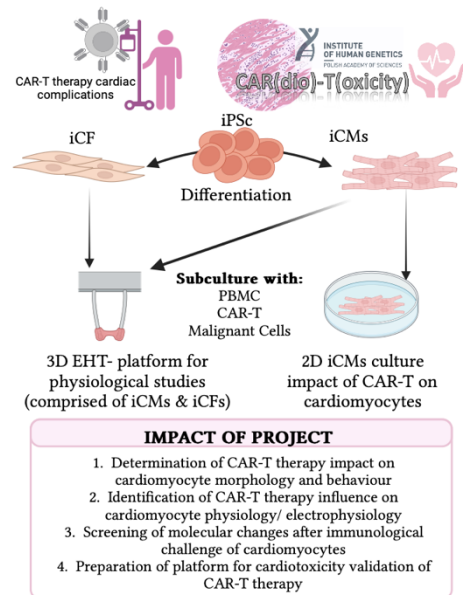 CAR-T therapy cardiac
complications
INSTITUTE
OF HUMAN GENETICS
POLISH ACADEMY OF SCIENCES
CAR(dio)-T(oxicity)
iCF
iPSc
iCMs
Differentiation
Subculture with:
PBMC
CAR-T
Malignant Cells
3D EHT- platform for
physiological studies
(comprised of iCMs & iCFs)
2D iCMs culture
impact of CAR-T on
cardiomyocytes
IMPACT OF PROJECT
1. Determination of CAR-T therapy impact on
cardiomyocyte morphology and behaviour
2. Identification of CAR-T therapy influence on
cardiomyocyte physiology/ electrophysiology
3. Screening of molecular changes after immunological
challenge of cardiomyocytes
4. Preparation of platform for cardiotoxicity validation of
CAR-T therapy